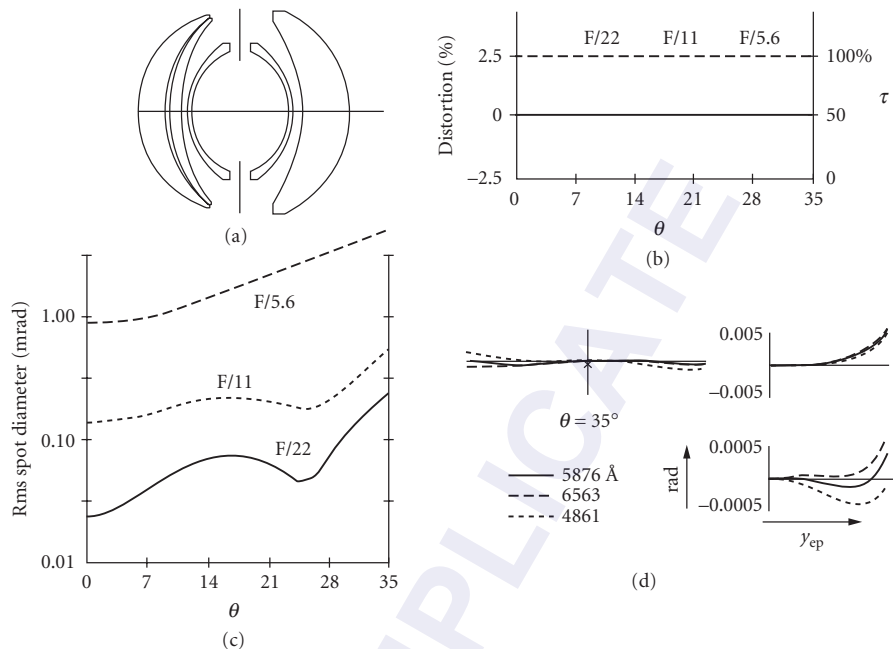 (a)
Distortion (%)
2.5
0
−2.5
F/22 F/11 F/5.6
100%
50
0
τ
0 7 14 21 28 35
θ
(b)
Rms spot diameter (mrad)
1.00
0.10
0.01
F/5.6
F/11
F/22
0 7 14 21 28 35
θ
(c)
0.005
−0.005
θ = 35°
5876 Å
6563
4861
rad
0.0005
−0.0005
y_ep
(d)